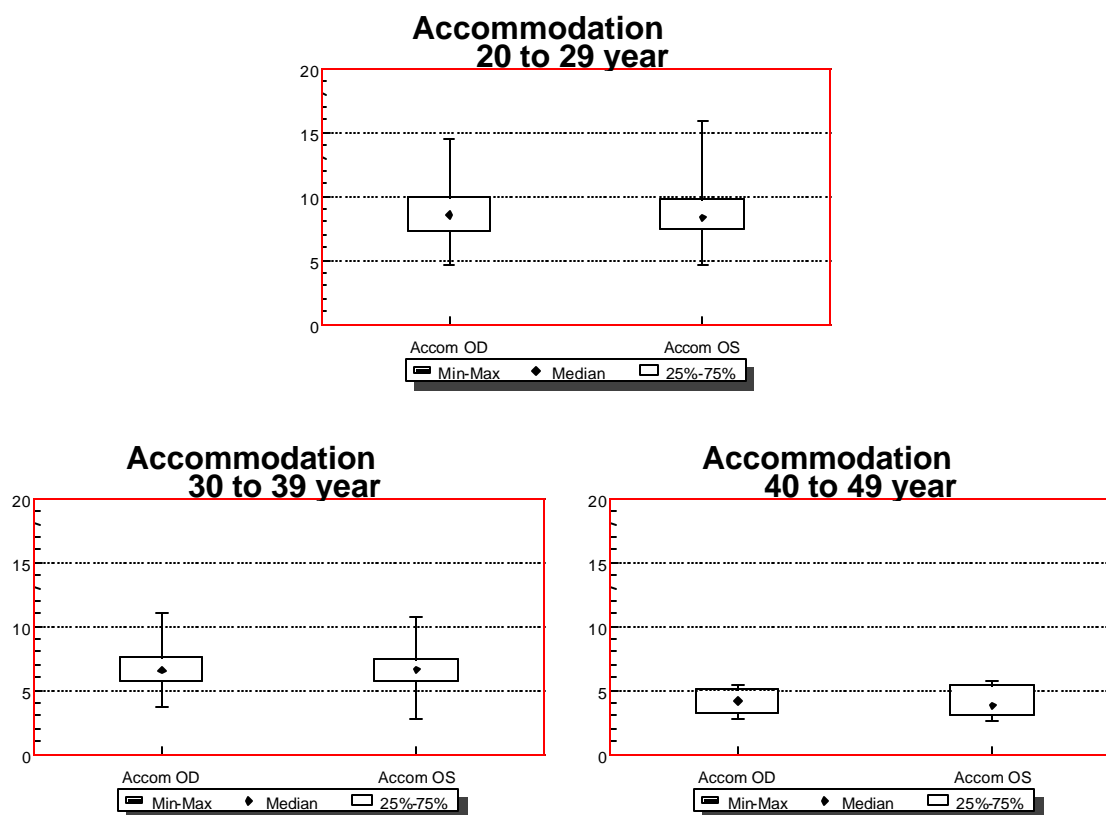 Accommodation
20 to 29 year
20
15
10
5
0
Accom OD Accom OS
Min-Max Median 25%-75%
Accommodation
30 to 39 year
20
15
10
5
0
Accom OD Accom OS
Min-Max Median 25%-75%
Accommodation
40 to 49 year
20
15
10
5
0
Accom OD Accom OS
Min-Max Median 25%-75%